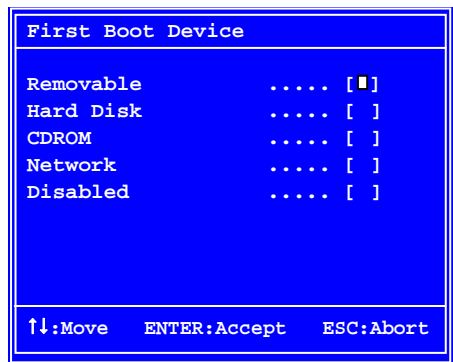 First Boot Device
Removable ..... [▮]
Hard Disk ..... [ ]
CDROM ..... [ ]
Network ..... [ ]
Disabled ..... [ ]
↑↓:Move ENTER:Accept ESC:Abort